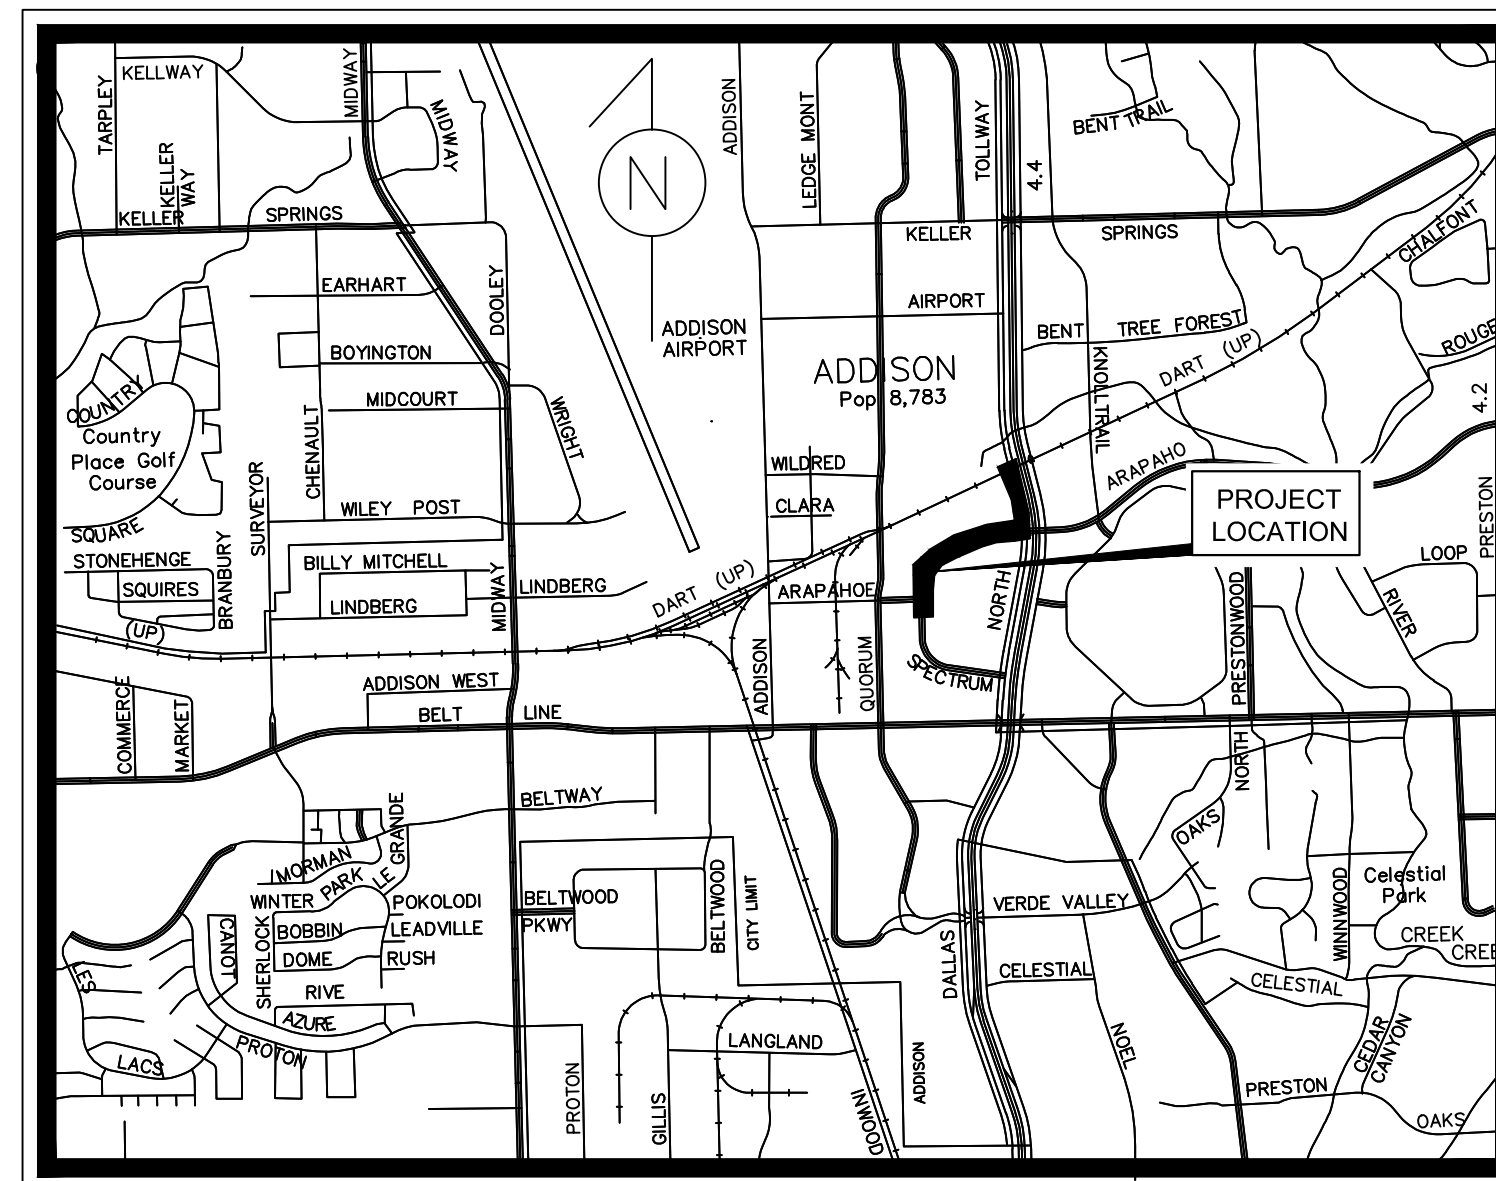 KELLWAY
TARPLEY
KELLER
WAY
MIDWAY
MIDWAY
KELLER
SPRINGS
N
ADDISON
LEDGE MONT
TOLLWAY
4.4
BENT TRAIL
KELLER
SPRINGS
CHALFONT
EARHART
DOOLEY
ADDISON
AIRPORT
AIRPORT
BENT
TREE FOREST
DART (UP)
ROUGE
BOYINGTON
MIDCOURT
ADDISON
Pop 8,783
KNOLLTRAIL
4.2
COUNTRY
Country
Place Golf
Course
CHENAULT
WRIGHT
WILDRED
CLARA
ARAPAHO
PROJECT
LOCATION
PRESTON
SURVEYOR
WILEY POST
SQUARE
STONEHENGE
SQUIRES
BRANBURY
BILLY MITCHELL
LINDBERG
LINDBERG
MIDWAY
DART (UP)
ARAPAHOE
LOOP
RIVER
NORTH
PRESTONWOOD
(UP)
ADDISON
QUORUM
SPECTRUM
ADDISON WEST
BELT
LINE
COMMERCE
MARKET
NORTH
BELTWAY
MORMAN
LE GRANDE
OAKS
WINTER PARK
POKOLODI
BOBBIN
LEADVILLE
DOME
RUSH
CANOT
SHERLOCK
RIVE
AZURE
PROTON
LES
LACS
BELTWOOD
PKWY
BELTWOOD
CITY LIMIT
VERDE VALLEY
WINNWOOD
Celestial
Park
CREEK
CREE
DALLAS
CELESTIAL
CELESTIAL
LANGLAND
NOEL
CEDAR
CANYON
PROTON
GILLIS
INWOOD
ADDISON
PRESTON
OAKS